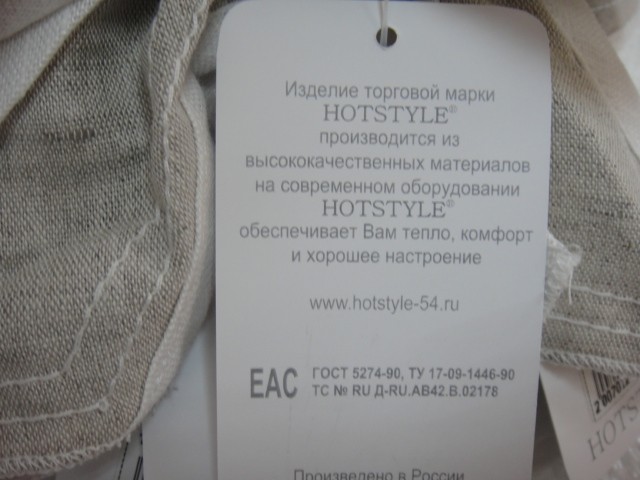 Изделие торговой марки
HOTSTYLE®
производится из
высококачественных материалов
на современном оборудовании
HOTSTYLE®
обеспечивает Вам тепло, комфорт
и хорошее настроение
www.hotstyle-54.ru
EAC ГОСТ 5274-90, ТУ 17-09-1446-90
ТС № RU Д-RU.АВ42.В.02178
Произведено в России
HOTS